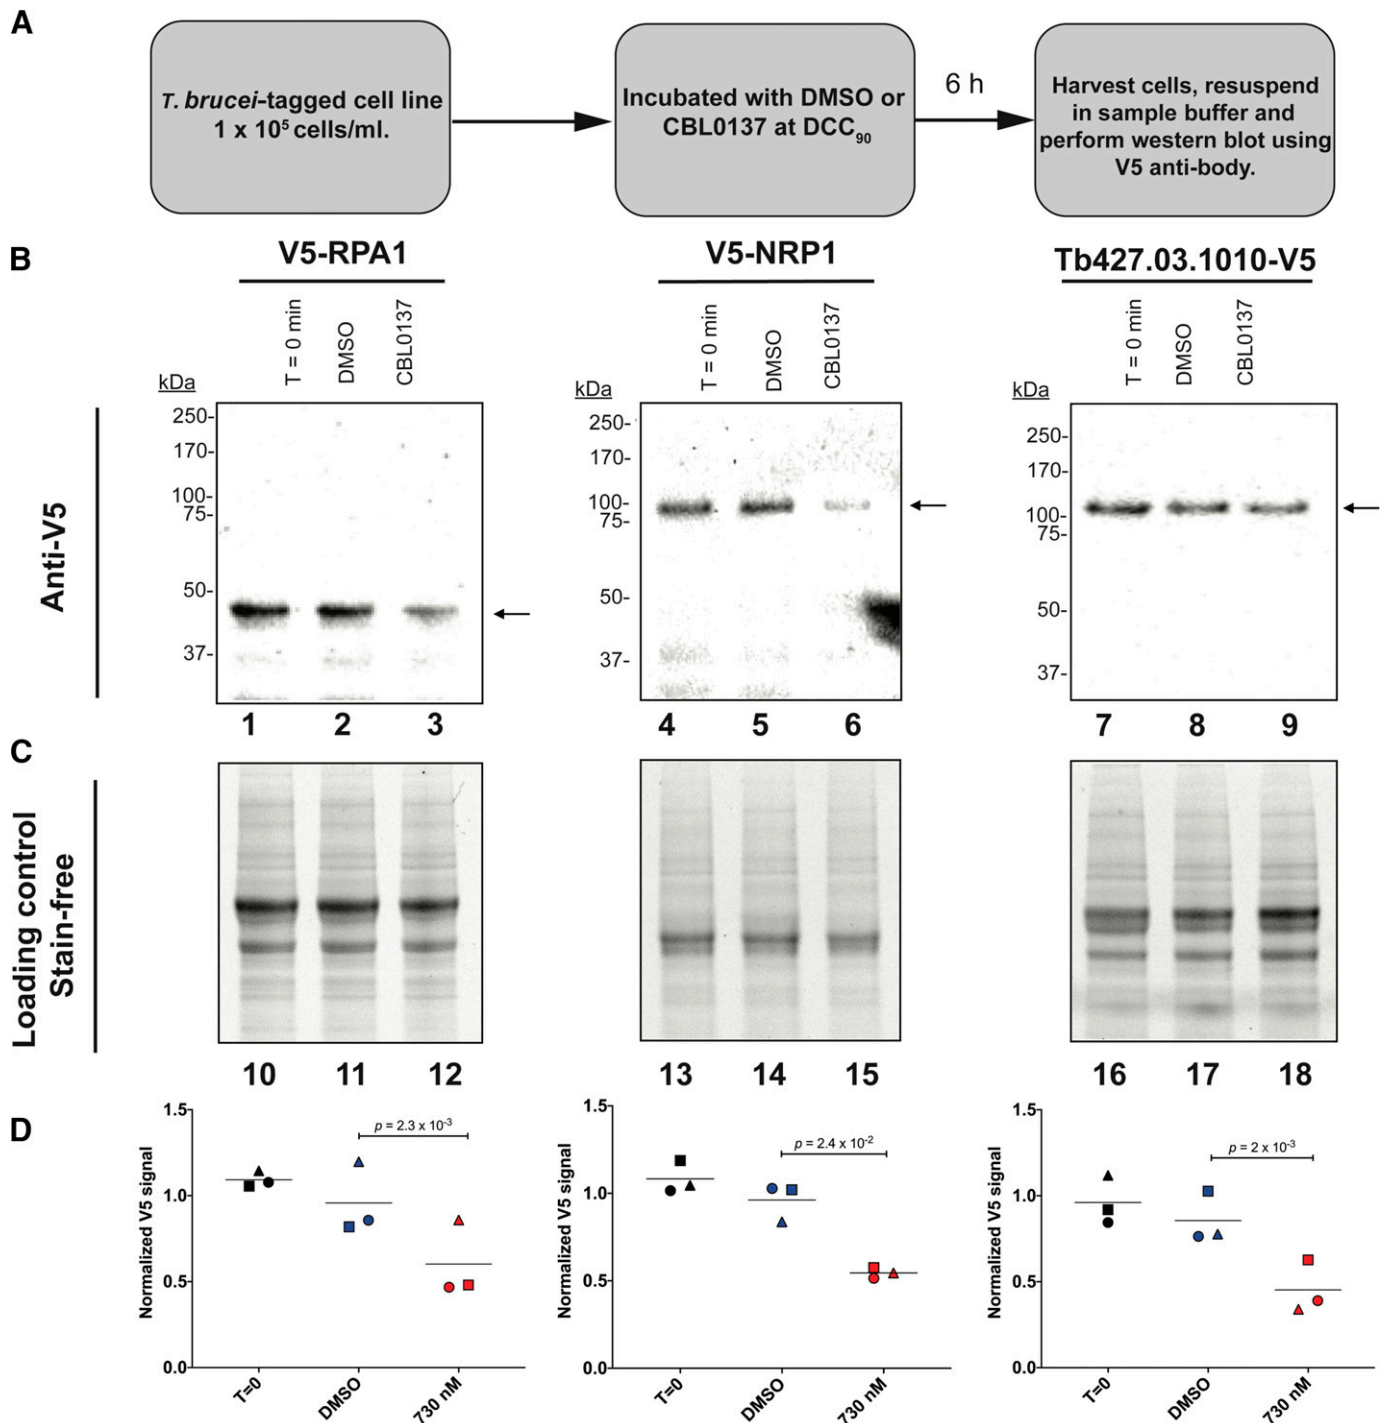 A
T. brucei-tagged cell line
1 x 10⁵ cells/ml.
Incubated with DMSO or
CBL0137 at DCC₉₀
6 h
Harvest cells, resuspend
in sample buffer and
perform western blot using
V5 anti-body.
B
V5-RPA1
V5-NRP1
Tb427.03.1010-V5
T = 0 min
DMSO
CBL0137
T = 0 min
DMSO
CBL0137
T = 0 min
DMSO
CBL0137
Anti-V5
kDa
250-
170-
100-
75-
50-
37-
kDa
250-
170-
100-
75-
50-
37-
kDa
250-
170-
100-
75-
50-
37-
1 2 3
4 5 6
7 8 9
C
Loading control
Stain-free
10 11 12
13 14 15
16 17 18
D
Normalized V5 signal
1.5
1.0
0.5
0.0
p = 2.3 x 10⁻³
T=0
DMSO
730 nM
Normalized V5 signal
1.5
1.0
0.5
0.0
p = 2.4 x 10⁻²
T=0
DMSO
730 nM
Normalized V5 signal
1.5
1.0
0.5
0.0
p = 2 x 10⁻³
T=0
DMSO
730 nM